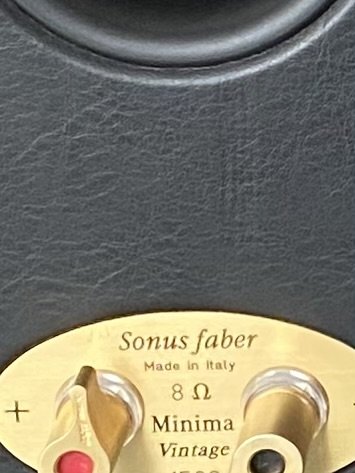 Sonus faber
Made in Italy
8 Ω
+
Minima
Vintage